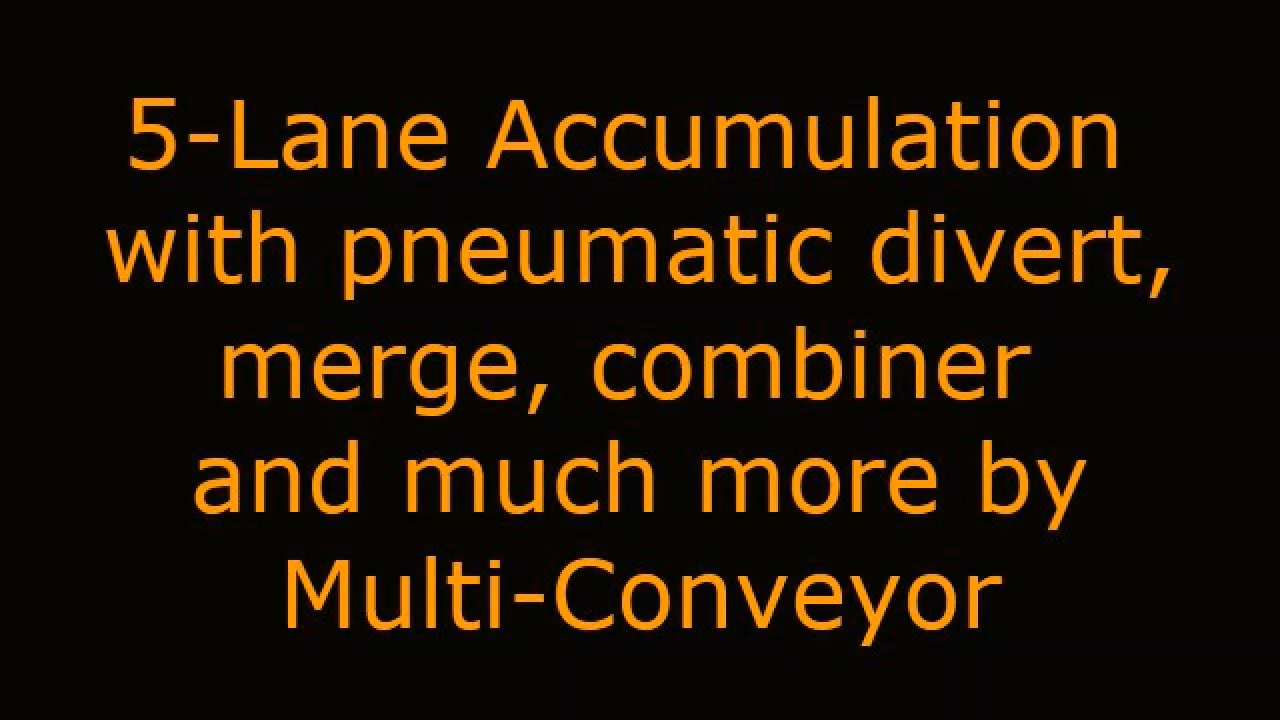 5-Lane Accumulation
with pneumatic divert,
merge, combiner
and much more by
Multi-Conveyor